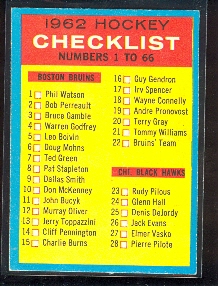 1962 HOCKEY
CHECKLIST
NUMBERS 1 TO 66
BOSTON BRUINS
1 Phil Watson
2 Bob Perreault
3 Bruce Gamble
4 Warren Godfrey
5 Leo Boivin
6 Doug Mohns
7 Ted Green
8 Pat Stapleton
9 Dallas Smith
10 Don McKenney
11 John Bucyk
12 Murray Oliver
13 Jerry Toppazzini
14 Cliff Pennington
15 Charlie Burns
16 Guy Gendron
17 Irv Spencer
18 Wayne Connelly
19 Andre Pronovost
20 Terry Gray
21 Tommy Williams
22 Bruins' Team
CHI. BLACK HAWKS
23 Rudy Pilous
24 Glenn Hall
25 Denis DeJordy
26 Jack Evans
27 Elmer Vasko
28 Pierre Pilote